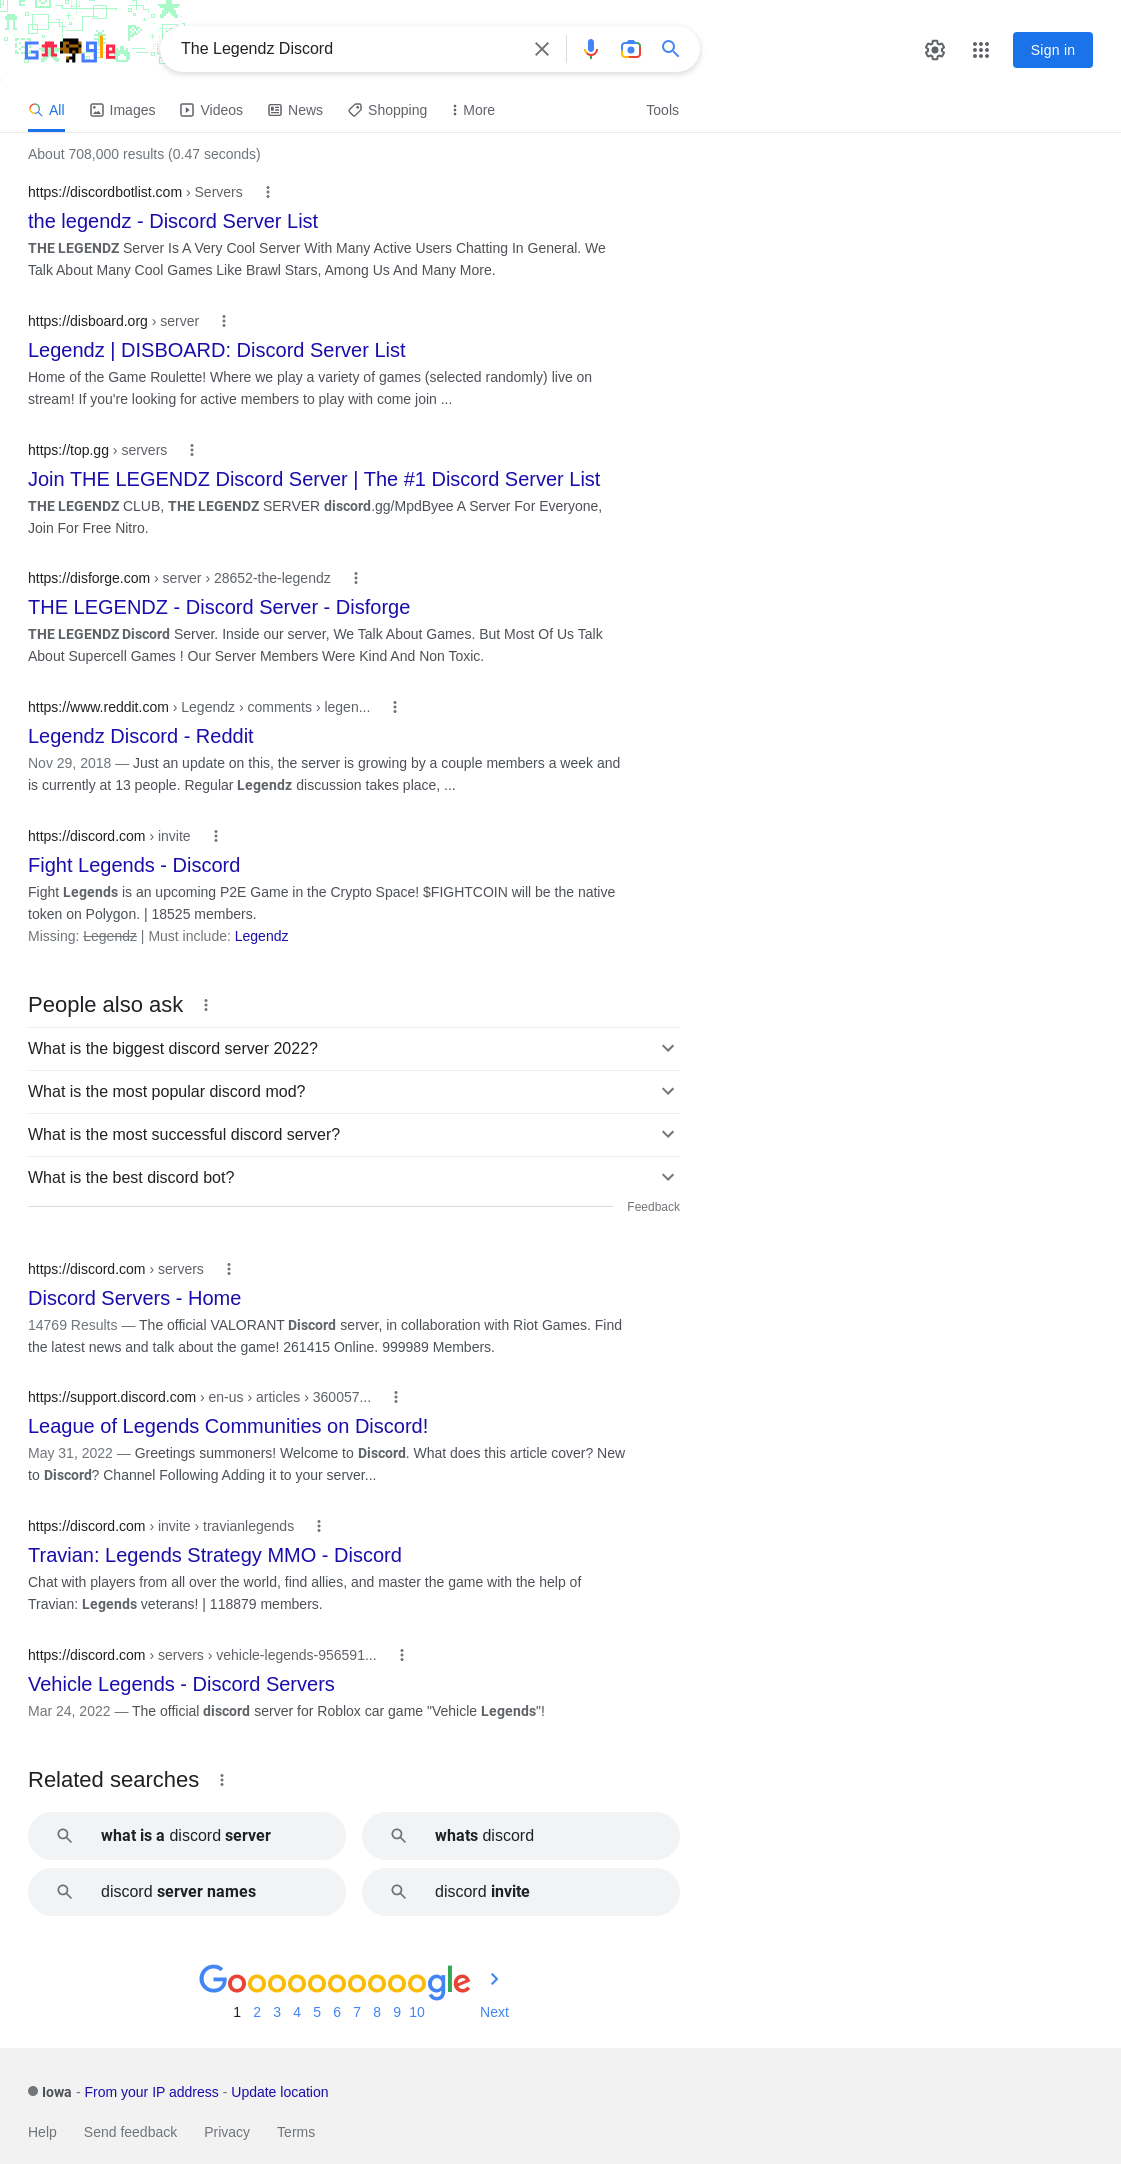 Google
The Legendz Discord
Sign in
All
Images
Videos
News
Shopping
More
Tools
About 708,000 results (0.47 seconds)
https://discordbotlist.com › Servers
the legendz - Discord Server List
THE LEGENDZ Server Is A Very Cool Server With Many Active Users Chatting In General. We
Talk About Many Cool Games Like Brawl Stars, Among Us And Many More.
https://disboard.org › server
Legendz | DISBOARD: Discord Server List
Home of the Game Roulette! Where we play a variety of games (selected randomly) live on
stream! If you're looking for active members to play with come join ...
https://top.gg › servers
Join THE LEGENDZ Discord Server | The #1 Discord Server List
THE LEGENDZ CLUB, THE LEGENDZ SERVER discord.gg/MpdByee A Server For Everyone,
Join For Free Nitro.
https://disforge.com › server › 28652-the-legendz
THE LEGENDZ - Discord Server - Disforge
THE LEGENDZ Discord Server. Inside our server, We Talk About Games. But Most Of Us Talk
About Supercell Games ! Our Server Members Were Kind And Non Toxic.
https://www.reddit.com › Legendz › comments › legen...
Legendz Discord - Reddit
Nov 29, 2018 — Just an update on this, the server is growing by a couple members a week and
is currently at 13 people. Regular Legendz discussion takes place, ...
https://discord.com › invite
Fight Legends - Discord
Fight Legends is an upcoming P2E Game in the Crypto Space! $FIGHTCOIN will be the native
token on Polygon. | 18525 members.
Missing: Legendz | Must include: Legendz
People also ask
What is the biggest discord server 2022?
What is the most popular discord mod?
What is the most successful discord server?
What is the best discord bot?
Feedback
https://discord.com › servers
Discord Servers - Home
14769 Results — The official VALORANT Discord server, in collaboration with Riot Games. Find
the latest news and talk about the game! 261415 Online. 999989 Members.
https://support.discord.com › en-us › articles › 360057...
League of Legends Communities on Discord!
May 31, 2022 — Greetings summoners! Welcome to Discord. What does this article cover? New
to Discord? Channel Following Adding it to your server...
https://discord.com › invite › travianlegends
Travian: Legends Strategy MMO - Discord
Chat with players from all over the world, find allies, and master the game with the help of
Travian: Legends veterans! | 118879 members.
https://discord.com › servers › vehicle-legends-956591...
Vehicle Legends - Discord Servers
Mar 24, 2022 — The official discord server for Roblox car game "Vehicle Legends"!
Related searches
what is a discord server
whats discord
discord server names
discord invite
Goooooooooogle
1 2 3 4 5 6 7 8 9 10 Next
Iowa - From your IP address - Update location
Help Send feedback Privacy Terms